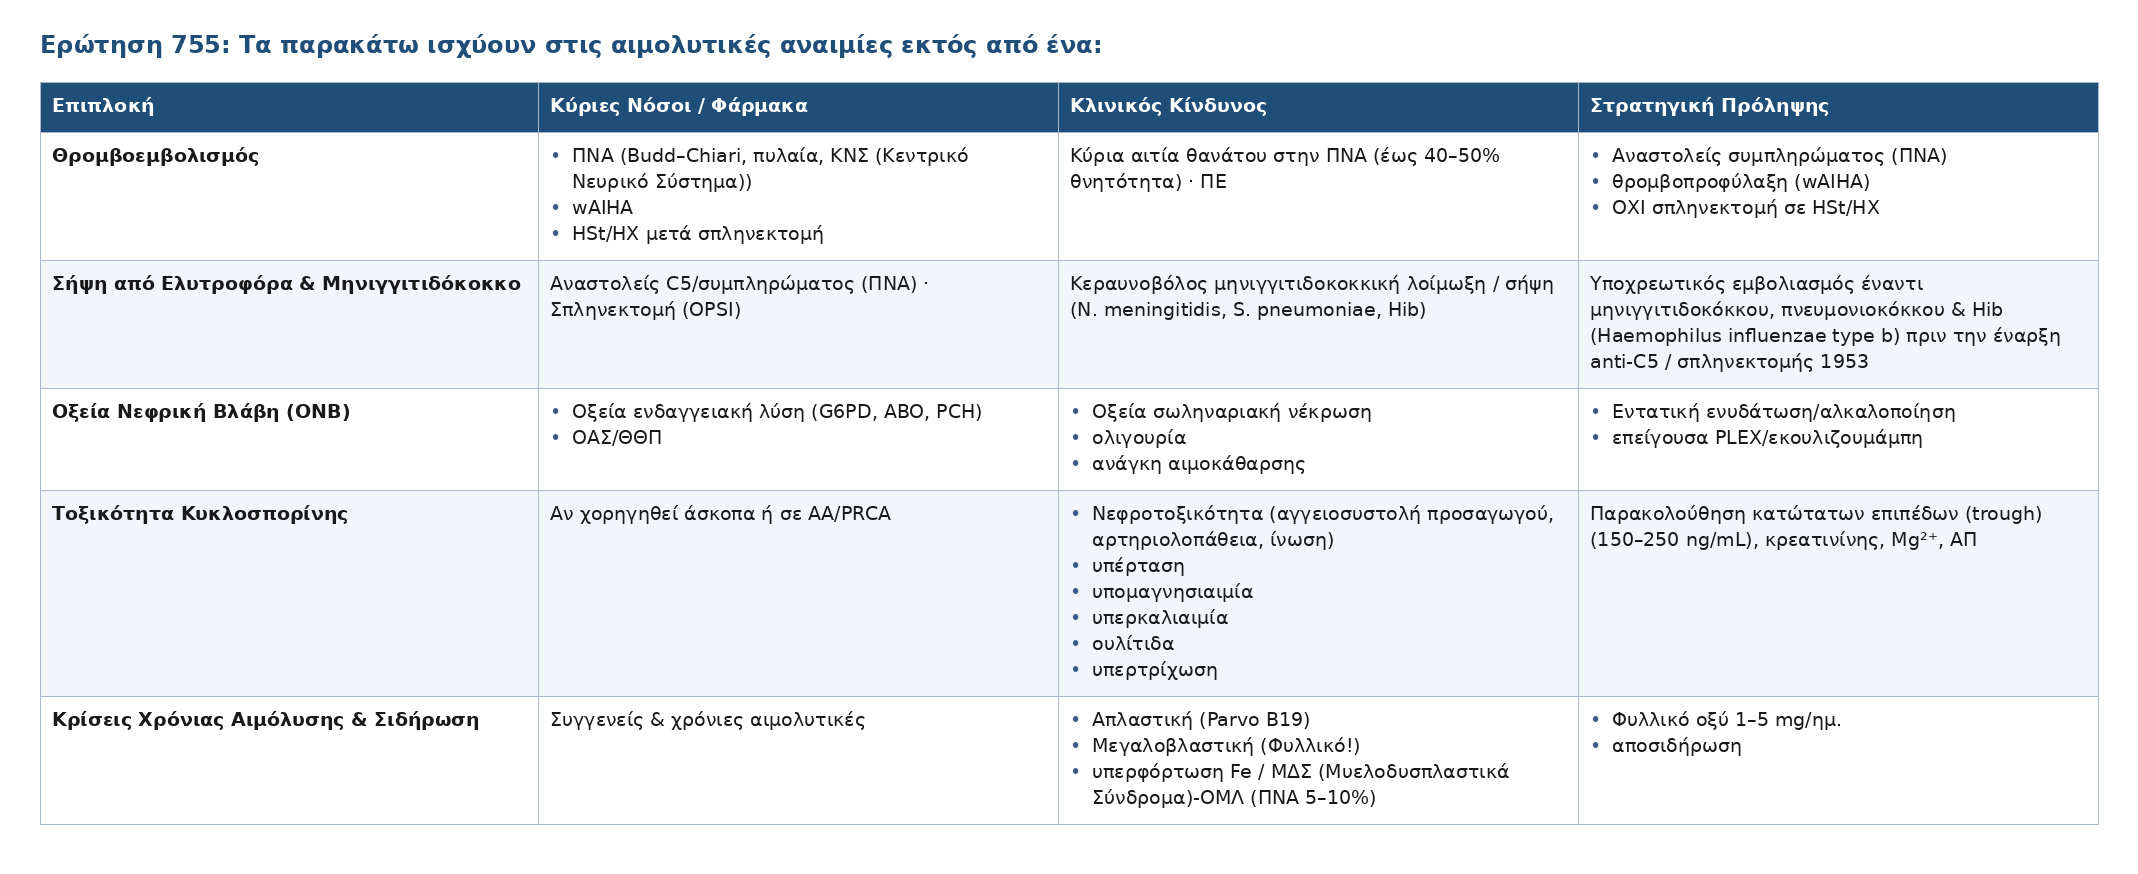 Ερώτηση 755: Τα παρακάτω ισχύουν στις αιμολυτικές αναιμίες εκτός από ένα:
Επιπλοκή
Κύριες Νόσοι / Φάρμακα
Κλινικός Κίνδυνος
Στρατηγική Πρόληψης
Θρομβοεμβολισμός
• ΠΝΑ (Budd–Chiari, πυλαία, ΚΝΣ (Κεντρικό
Νευρικό Σύστημα))
• wAIHA
• HSt/HX μετά σπληνεκτομή
Κύρια αιτία θανάτου στην ΠΝΑ (έως 40–50%
θνητότητα) · ΠΕ
• Αναστολείς συμπληρώματος (ΠΝΑ)
• θρομβοπροφύλαξη (wAIHA)
• ΟΧΙ σπληνεκτομή σε HSt/HX
Σήψη από Ελυτροφόρα & Μηνιγγιτιδόκοκκο
Αναστολείς C5/συμπληρώματος (ΠΝΑ) ·
Σπληνεκτομή (OPSI)
Κεραυνοβόλος μηνιγγιτιδοκοκκική λοίμωξη / σήψη
(N. meningitidis, S. pneumoniae, Hib)
Υποχρεωτικός εμβολιασμός έναντι
μηνιγγιτιδοκόκκου, πνευμονιοκόκκου & Hib
(Haemophilus influenzae type b) πριν την έναρξη
anti-C5 / σπληνεκτομής 1953
Οξεία Νεφρική Βλάβη (ΟΝΒ)
• Οξεία ενδαγγειακή λύση (G6PD, ABO, PCH)
• ΟΑΣ/ΘΘΠ
• Οξεία σωληναριακή νέκρωση
• ολιγουρία
• ανάγκη αιμοκάθαρσης
• Εντατική ενυδάτωση/αλκαλοποίηση
• επείγουσα PLEX/εκουλιζουμάμπη
Τοξικότητα Κυκλοσπορίνης
Αν χορηγηθεί άσκοπα ή σε AA/PRCA
• Νεφροτοξικότητα (αγγειοσυστολή προσαγωγού,
αρτηριολοπάθεια, ίνωση)
• υπέρταση
• υπομαγνησιαιμία
• υπερκαλιαιμία
• ουλίτιδα
• υπερτρίχωση
Παρακολούθηση κατώτατων επιπέδων (trough)
(150–250 ng/mL), κρεατινίνης, Mg²⁺, ΑΠ
Κρίσεις Χρόνιας Αιμόλυσης & Σιδήρωση
Συγγενείς & χρόνιες αιμολυτικές
• Απλαστική (Parvo B19)
• Μεγαλοβλαστική (Φυλλικό!)
• υπερφόρτωση Fe / ΜΔΣ (Μυελοδυσπλαστικά
Σύνδρομα)-ΟΜΛ (ΠΝΑ 5–10%)
• Φυλλικό οξύ 1–5 mg/ημ.
• αποσιδήρωση